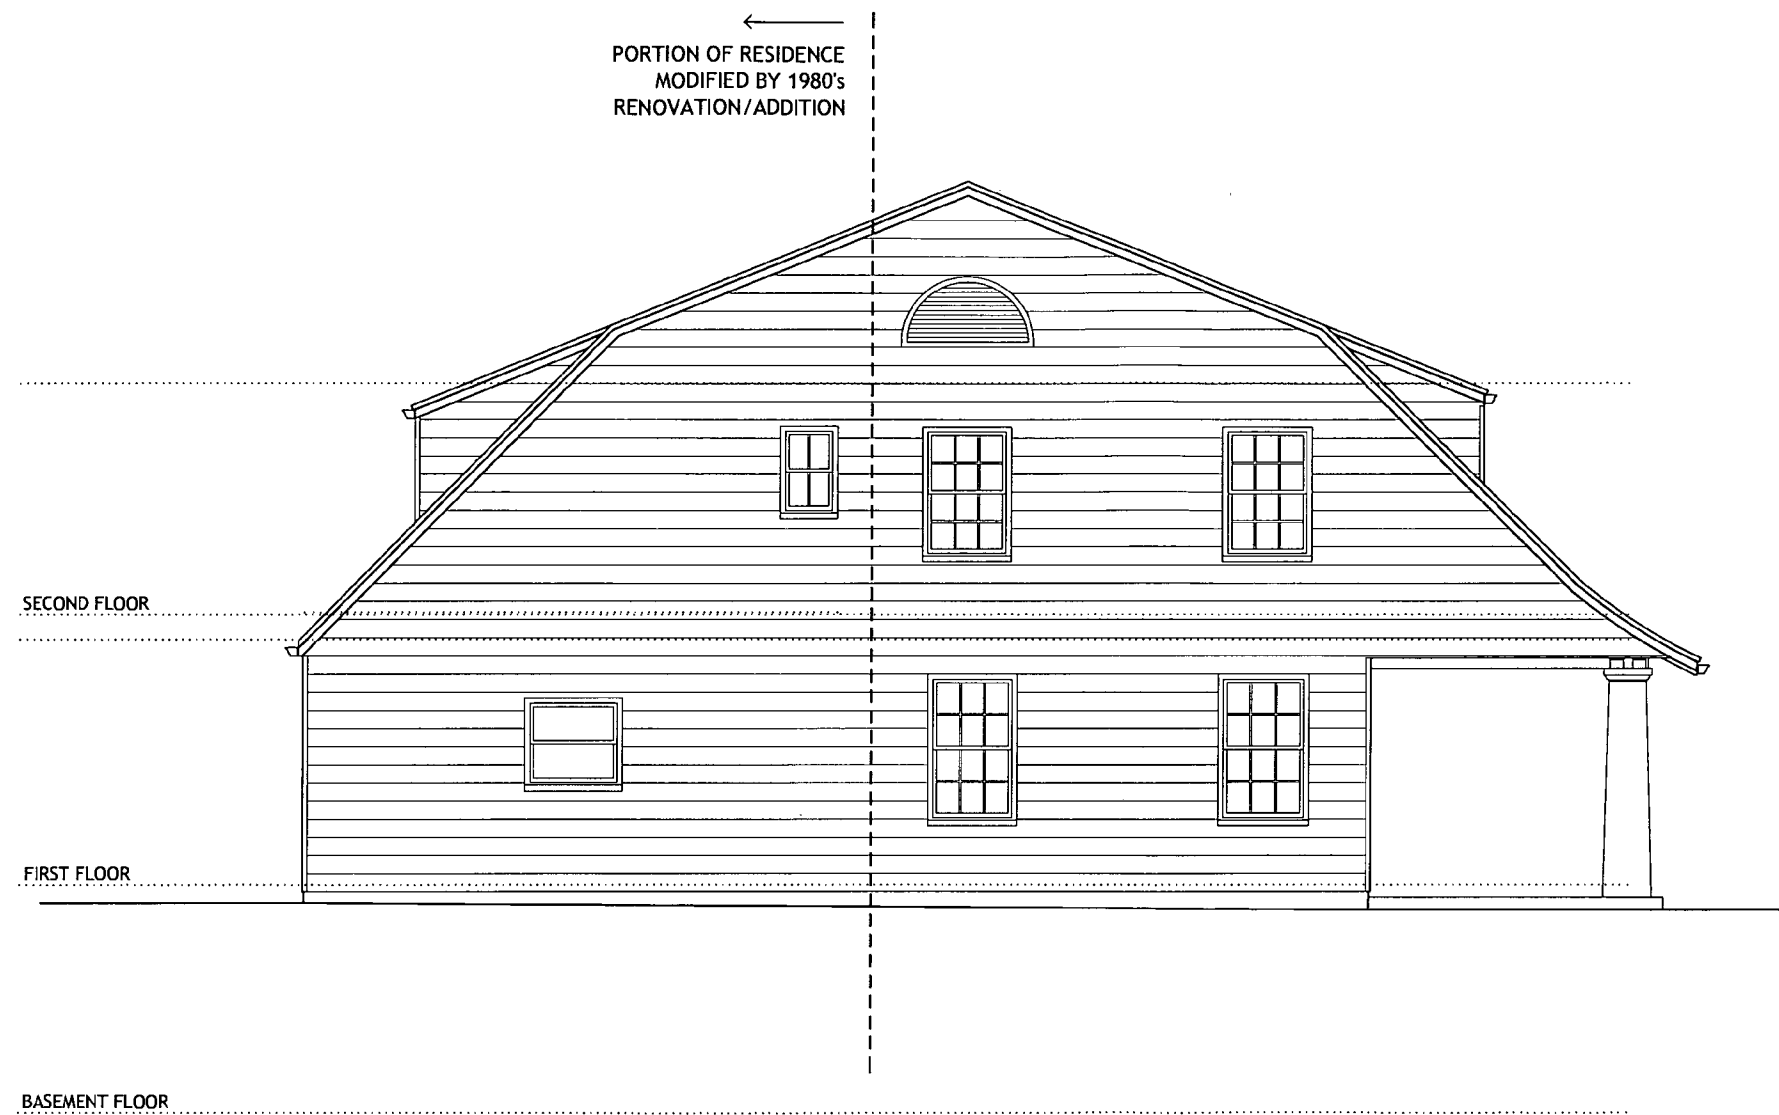 PORTION OF RESIDENCE
MODIFIED BY 1980's
RENOVATION/ADDITION
SECOND FLOOR
FIRST FLOOR
BASEMENT FLOOR